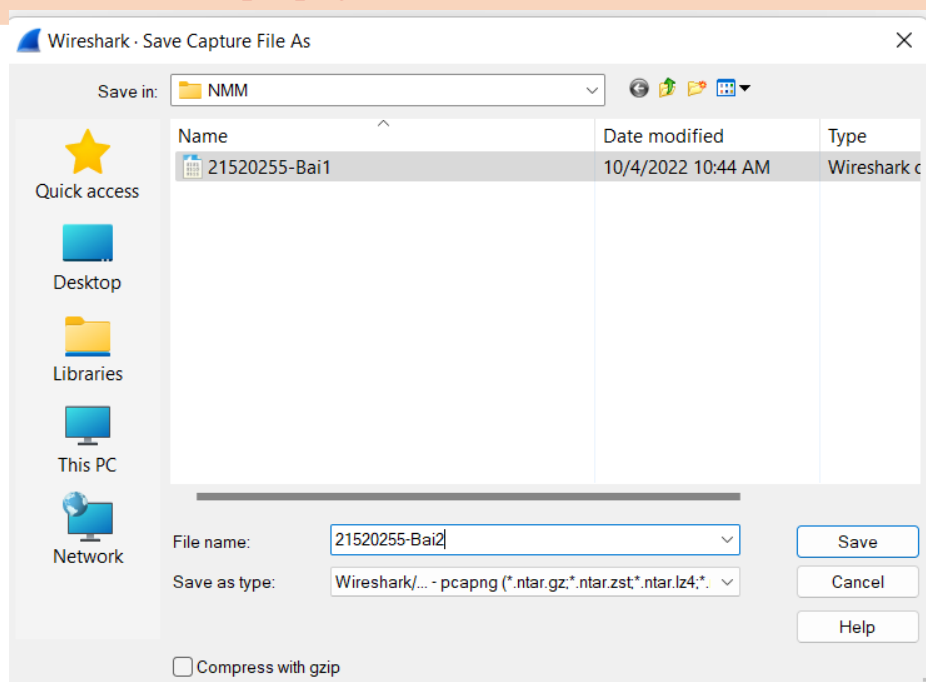 Wireshark · Save Capture File As
Save in:
NMM
Name
Date modified
Type
21520255-Bai1
10/4/2022 10:44 AM
Wireshark c
Quick access
Desktop
Libraries
This PC
Network
File name:
21520255-Bai2
Save
Save as type:
Wireshark/... - pcapng (*.ntar.gz;*.ntar.zst;*.ntar.lz4;*.
Cancel
Help
Compress with gzip